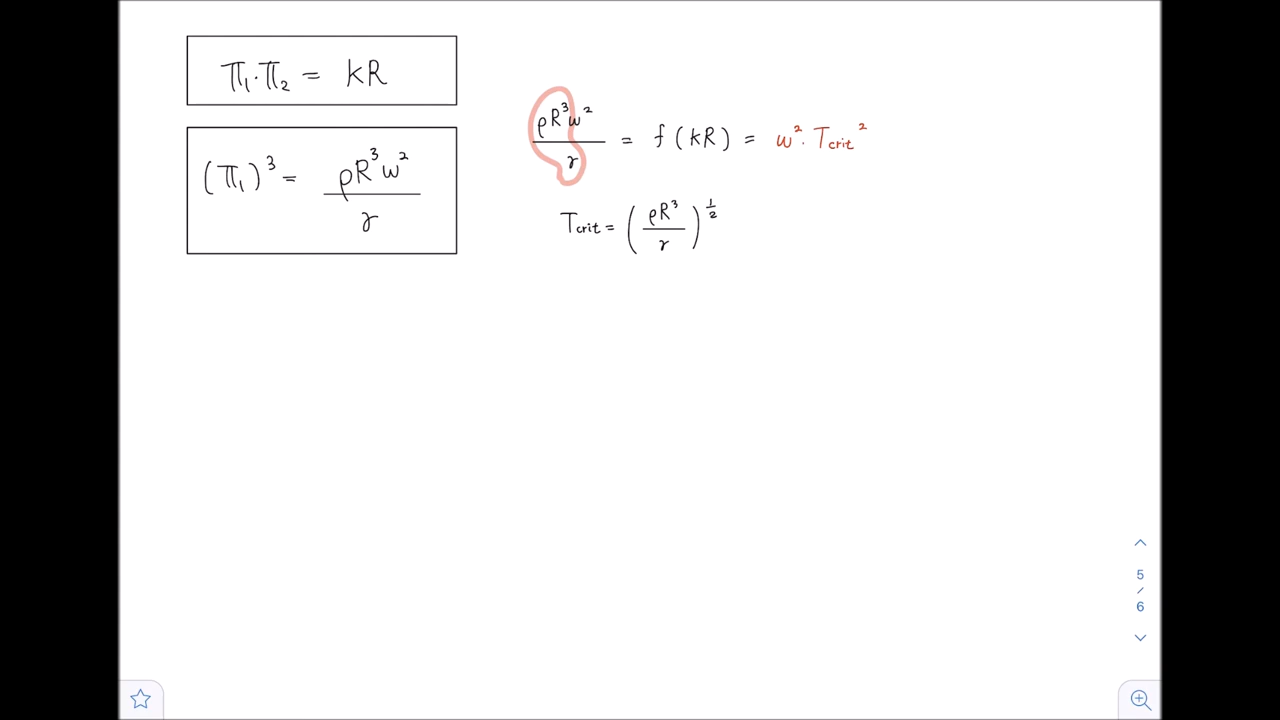 π₁·π₂ = kR
(π₁)³ = ρR³ω² / γ
ρR³ω² / γ = f(kR) = ω²·Tcrit²
Tcrit = (ρR³ / γ)^½
5
/
6